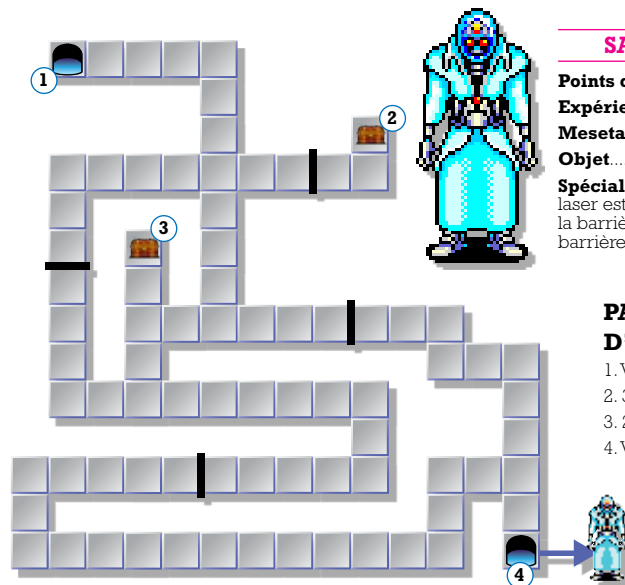 1
2
3
4
SA
Points d
Expérie
Meseta
Objet...
Spécial
laser est
la barriè
barrière
PA
D'
1. V
2. 3
3. 2
4. V